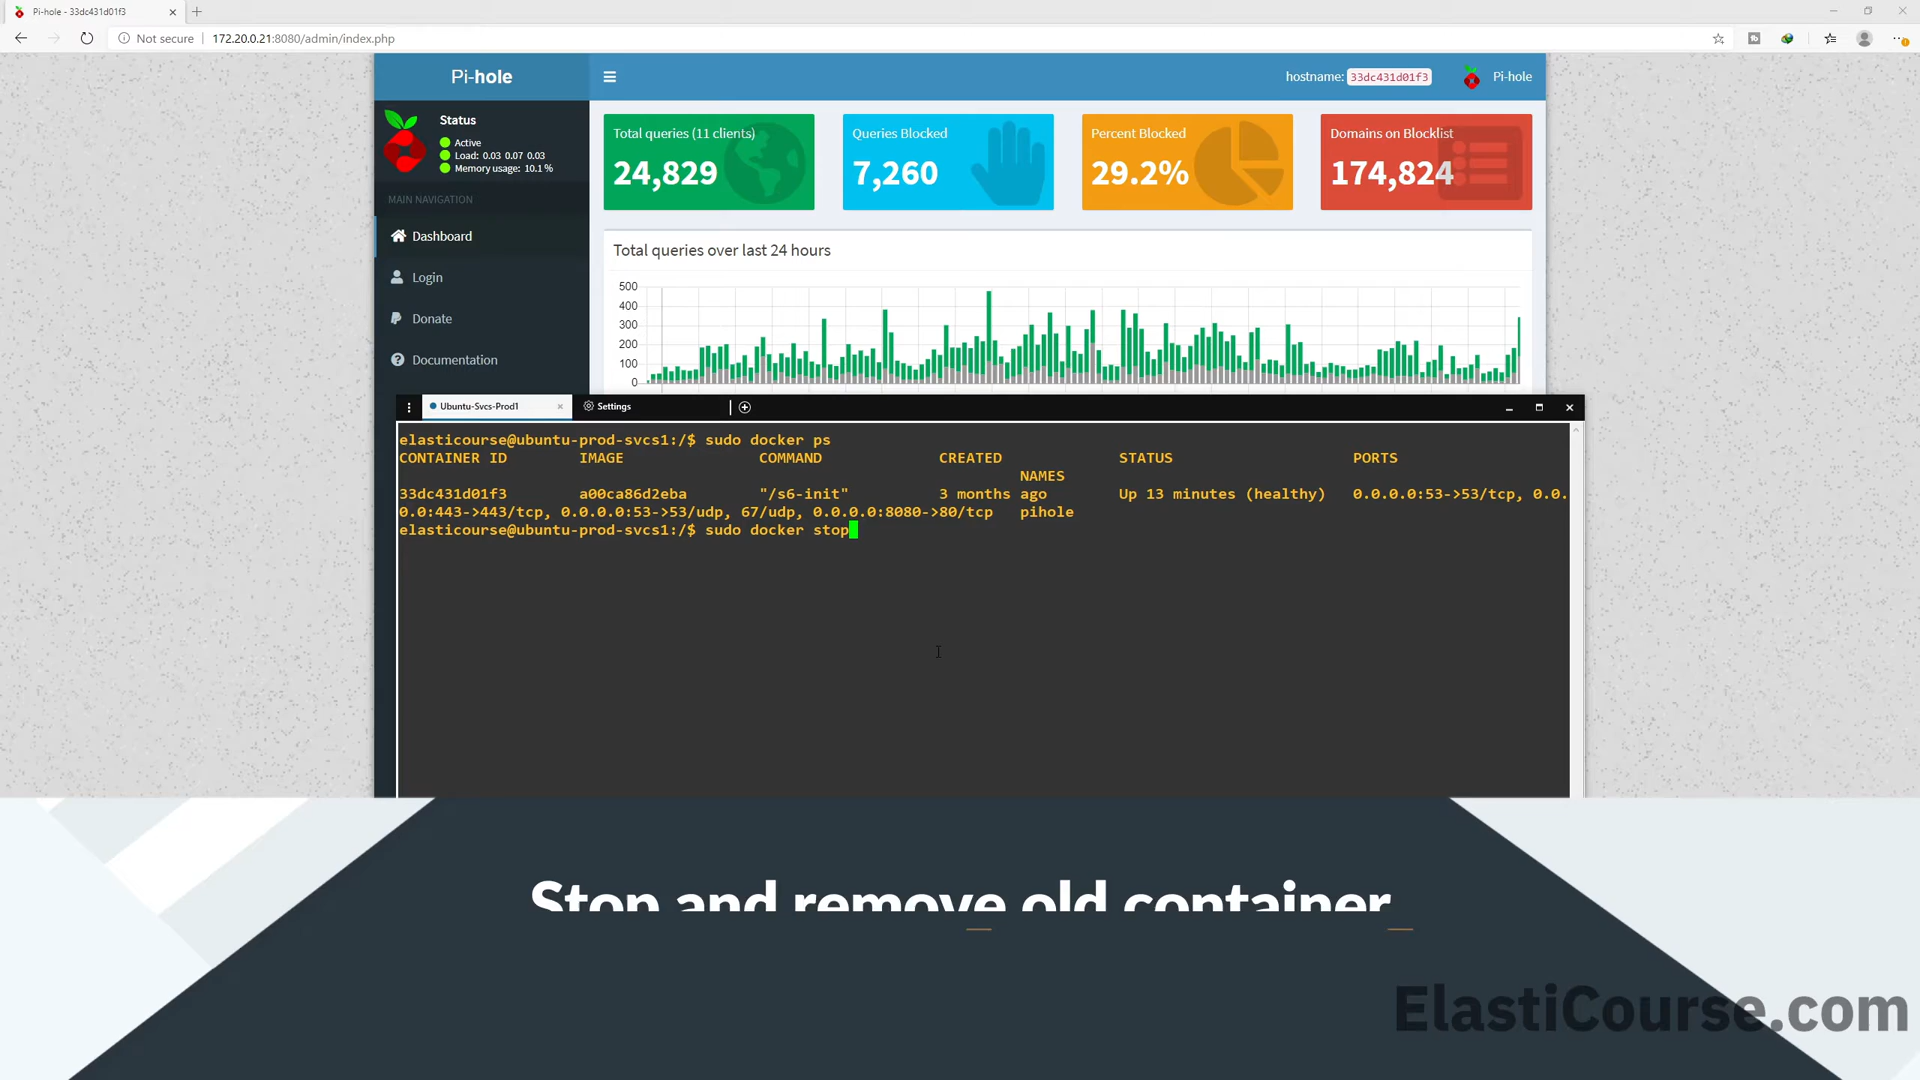 Pi-hole - 33dc431d01f3
Not secure
172.20.0.21:8080/admin/index.php
Pi-hole
hostname: 33dc431d01f3
Pi-hole
Status
Active
Load: 0.03 0.07 0.03
Memory usage: 10.1 %
MAIN NAVIGATION
Dashboard
Login
Donate
Documentation
Total queries (11 clients)
24,829
Queries Blocked
7,260
Percent Blocked
29.2%
Domains on Blocklist
174,824
Total queries over last 24 hours
500
400
300
200
100
0
Ubuntu-Svcs-Prod1
Settings
elasticourse@ubuntu-prod-svcs1:/$ sudo docker ps
CONTAINER ID IMAGE COMMAND CREATED STATUS PORTS
NAMES
33dc431d01f3 a00ca86d2eba "/s6-init" 3 months ago Up 13 minutes (healthy) 0.0.0.0:53->53/tcp, 0.0.
0.0:443->443/tcp, 0.0.0.0:53->53/udp, 67/udp, 0.0.0.0:8080->80/tcp pihole
elasticourse@ubuntu-prod-svcs1:/$ sudo docker stop
Stop and remove old container
ElastiCourse.com